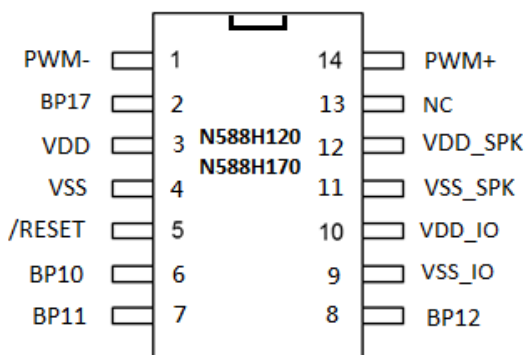 PWM- 1 14 PWM+
BP17 2 13 NC
VDD 3 N588H120 12 VDD_SPK
N588H170
VSS 4 11 VSS_SPK
/RESET 5 10 VDD_IO
BP10 6 9 VSS_IO
BP11 7 8 BP12